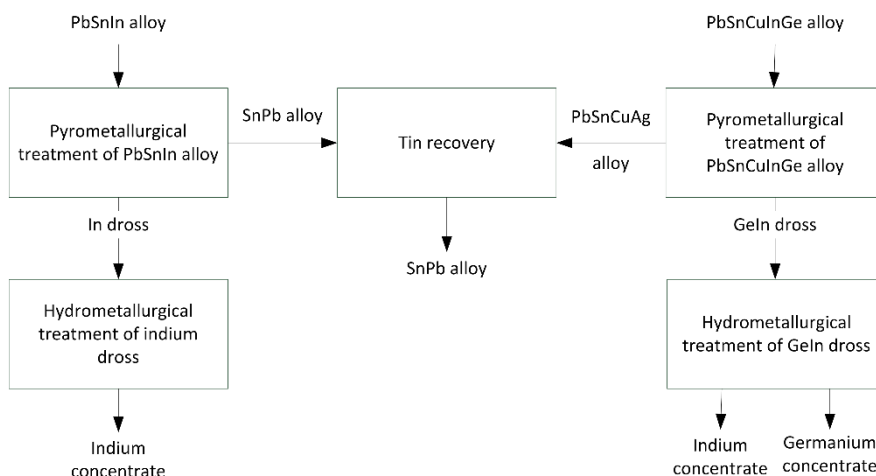 PbSnIn alloy
PbSnCuInGe alloy
Pyrometallurgical
treatment of PbSnIn alloy
SnPb alloy
Tin recovery
PbSnCuAg
alloy
Pyrometallurgical
treatment of
PbSnCuInGe alloy
In dross
SnPb alloy
GeIn dross
Hydrometallurgical
treatment of indium
dross
Hydrometallurgical
treatment of GeIn dross
Indium
concentrate
Indium
concentrate
Germanium
concentrate